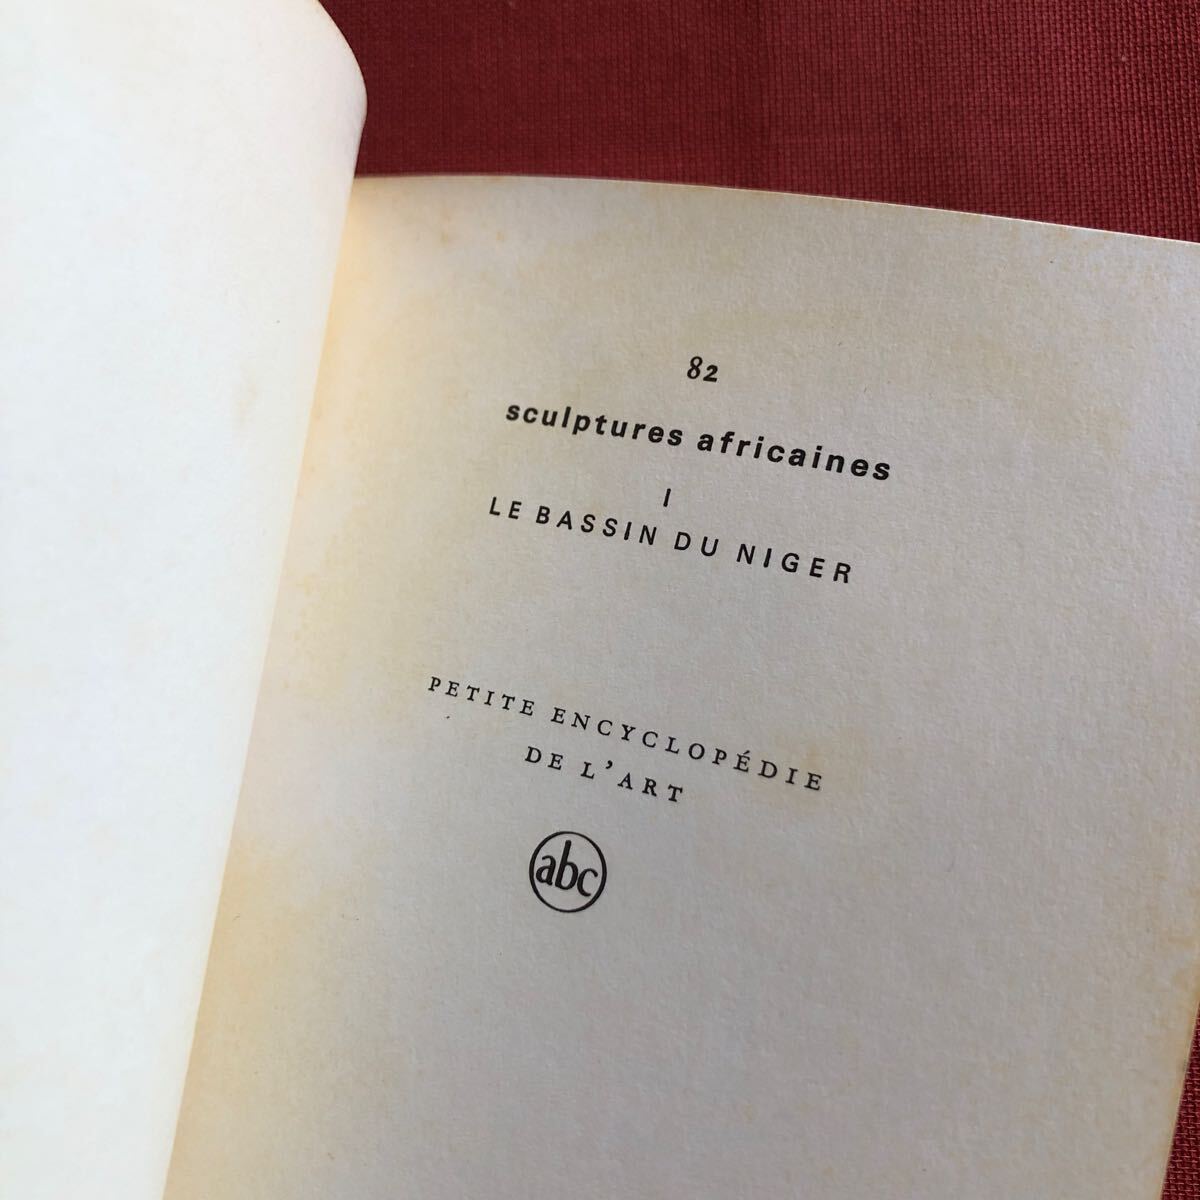 82
sculptures africaines
I
LE BASSIN DU NIGER
PETITE ENCYCLOPÉDIE
DE L'ART
abc